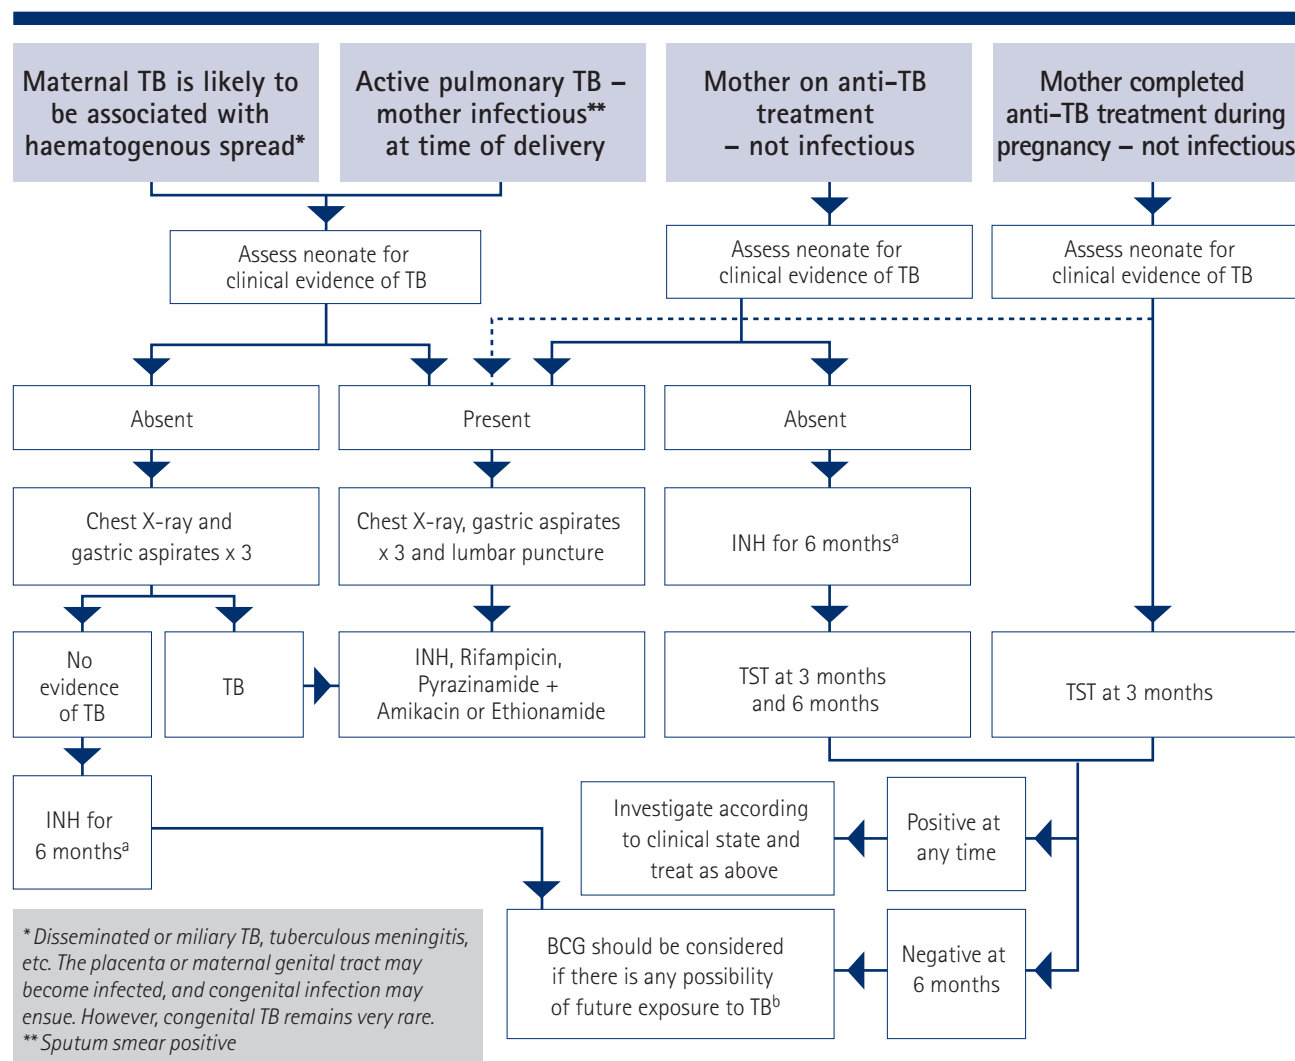 Maternal TB is likely to
be associated with
haematogenous spread*
Active pulmonary TB –
mother infectious**
at time of delivery
Mother on anti-TB
treatment
– not infectious
Mother completed
anti-TB treatment during
pregnancy – not infectious
Assess neonate for
clinical evidence of TB
Assess neonate for
clinical evidence of TB
Assess neonate for
clinical evidence of TB
Absent
Present
Absent
Chest X-ray and
gastric aspirates x 3
Chest X-ray, gastric aspirates
x 3 and lumbar puncture
INH for 6 monthsᵃ
No
evidence
of TB
TB
INH, Rifampicin,
Pyrazinamide +
Amikacin or Ethionamide
TST at 3 months
and 6 months
TST at 3 months
INH for
6 monthsᵃ
Investigate according
to clinical state and
treat as above
Positive at
any time
BCG should be considered
if there is any possibility
of future exposure to TBᵇ
Negative at
6 months
* Disseminated or miliary TB, tuberculous meningitis,
etc. The placenta or maternal genital tract may
become infected, and congenital infection may
ensue. However, congenital TB remains very rare.
** Sputum smear positive